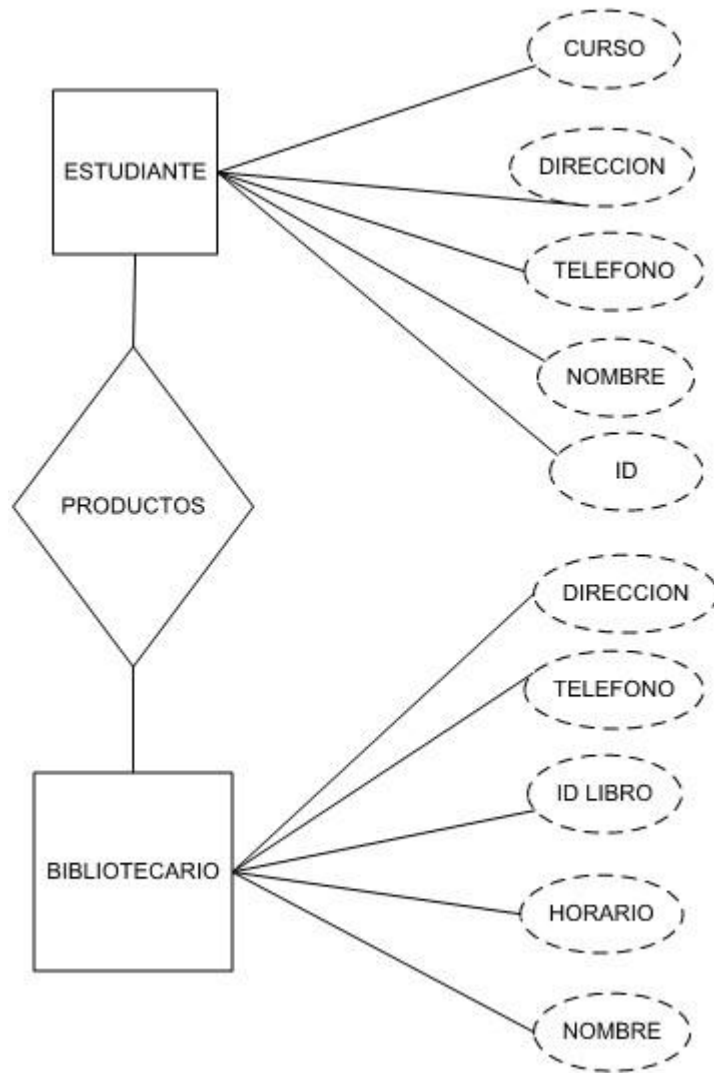 CURSO
ESTUDIANTE
DIRECCION
TELEFONO
NOMBRE
ID
PRODUCTOS
DIRECCION
TELEFONO
ID LIBRO
BIBLIOTECARIO
HORARIO
NOMBRE